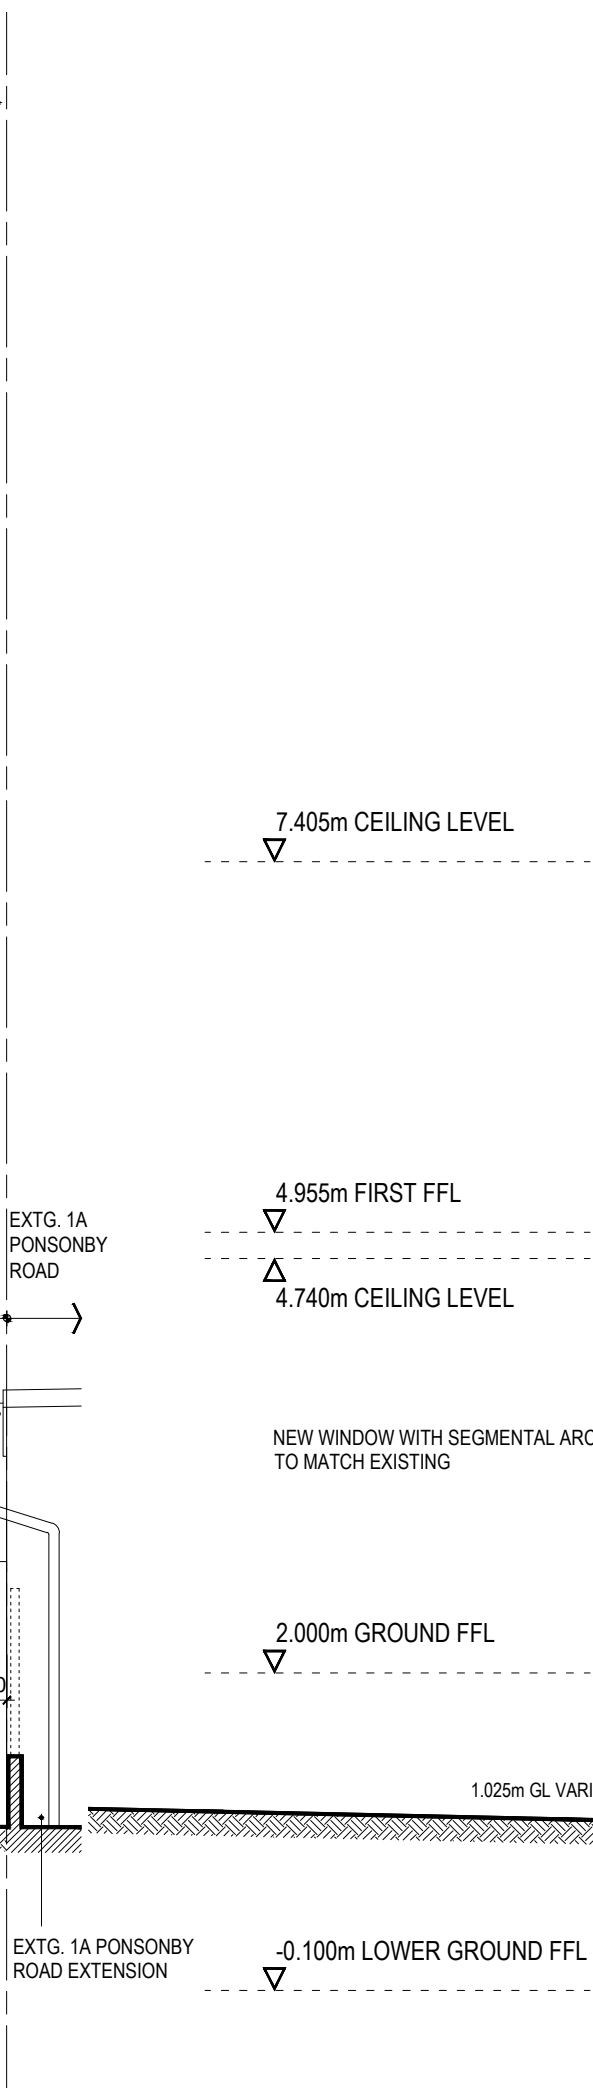 7.405m CEILING LEVEL
4.955m FIRST FFL
EXTG. 1A
PONSONBY
ROAD
4.740m CEILING LEVEL
NEW WINDOW WITH SEGMENTAL ARC
TO MATCH EXISTING
2.000m GROUND FFL
1.025m GL VARI
EXTG. 1A PONSONBY
ROAD EXTENSION
-0.100m LOWER GROUND FFL